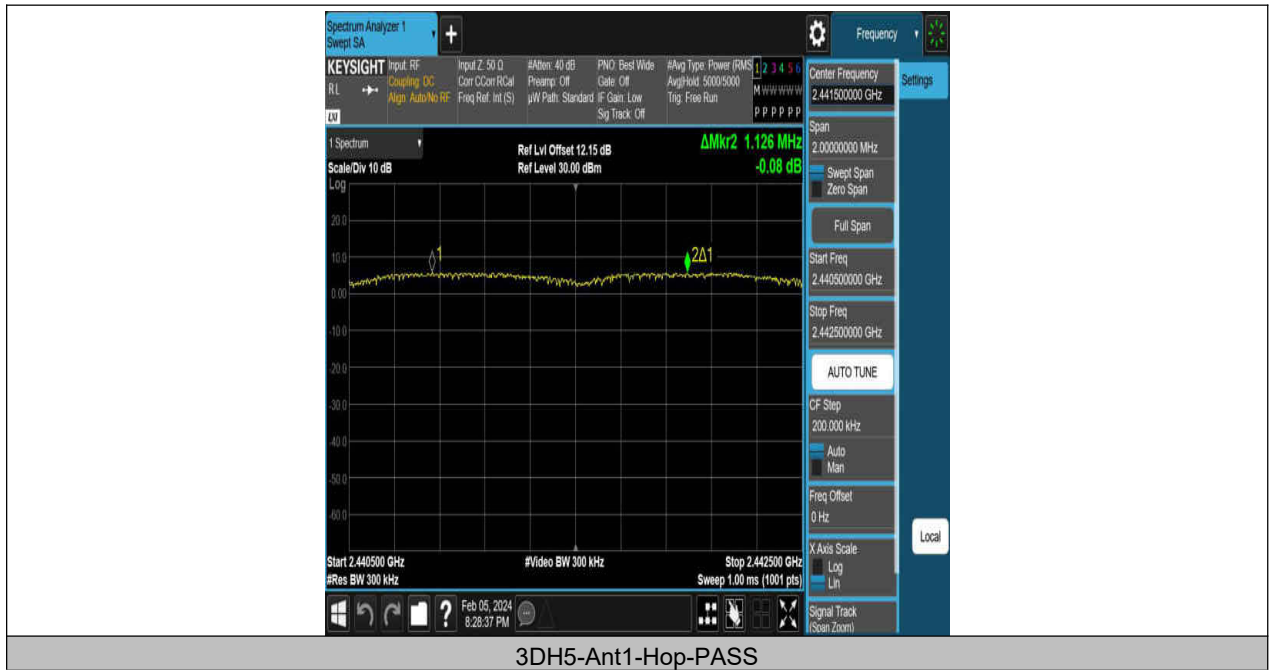 Spectrum Analyzer 1
Swept SA
+
Frequency
KEYSIGHT
RL
LXI
Input: RF
Coupling: DC
Align: Auto/No RF
Input Z: 50 Ω
Corr CCorr RCal
Freq Ref: Int (S)
#Atten: 40 dB
Preamp: Off
µW Path: Standard
PNO: Best Wide
Gate: Off
IF Gain: Low
Sig Track: Off
#Avg Type: Power (RMS
Avg|Hold: 5000/5000
Trig: Free Run
1 2 3 4 5 6
M W W W W W
P P P P P P
1 Spectrum
Scale/Div 10 dB
Log
Ref Lvl Offset 12.15 dB
Ref Level 30.00 dBm
ΔMkr2 1.126 MHz
-0.08 dB
20.0
10.0
0.00
-10.0
-20.0
-30.0
-40.0
-50.0
-60.0
1
2Δ1
Start 2.440500 GHz
#Res BW 300 kHz
#Video BW 300 kHz
Stop 2.442500 GHz
Sweep 1.00 ms (1001 pts)
?
Feb 05, 2024
8:28:37 PM
Center Frequency
2.441500000 GHz
Settings
Span
2.00000000 MHz
Swept Span
Zero Span
Full Span
Start Freq
2.440500000 GHz
Stop Freq
2.442500000 GHz
AUTO TUNE
CF Step
200.000 kHz
Auto
Man
Freq Offset
0 Hz
X Axis Scale
Log
Lin
Local
Signal Track
(Span Zoom)
3DH5-Ant1-Hop-PASS